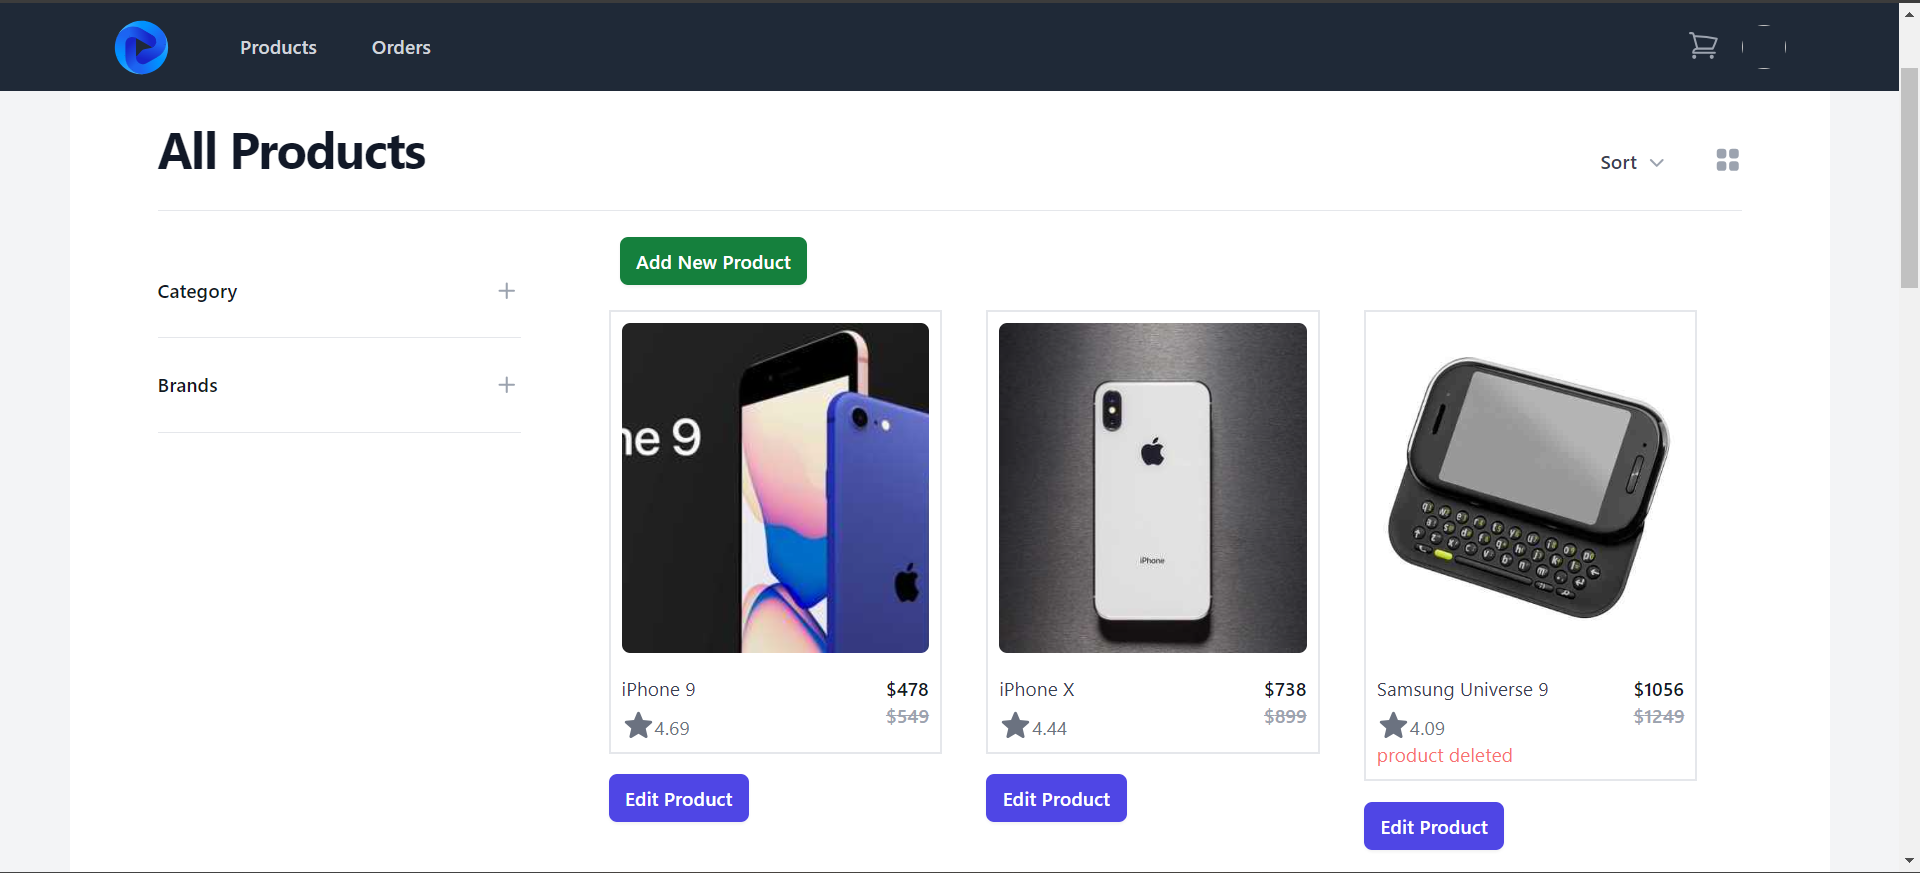 Products
Orders
All Products
Sort
Add New Product
Category
Brands
ne 9
iPhone
iPhone 9
$478
$549
4.69
iPhone X
$738
$899
4.44
Samsung Universe 9
$1056
$1249
4.09
product deleted
Edit Product
Edit Product
Edit Product